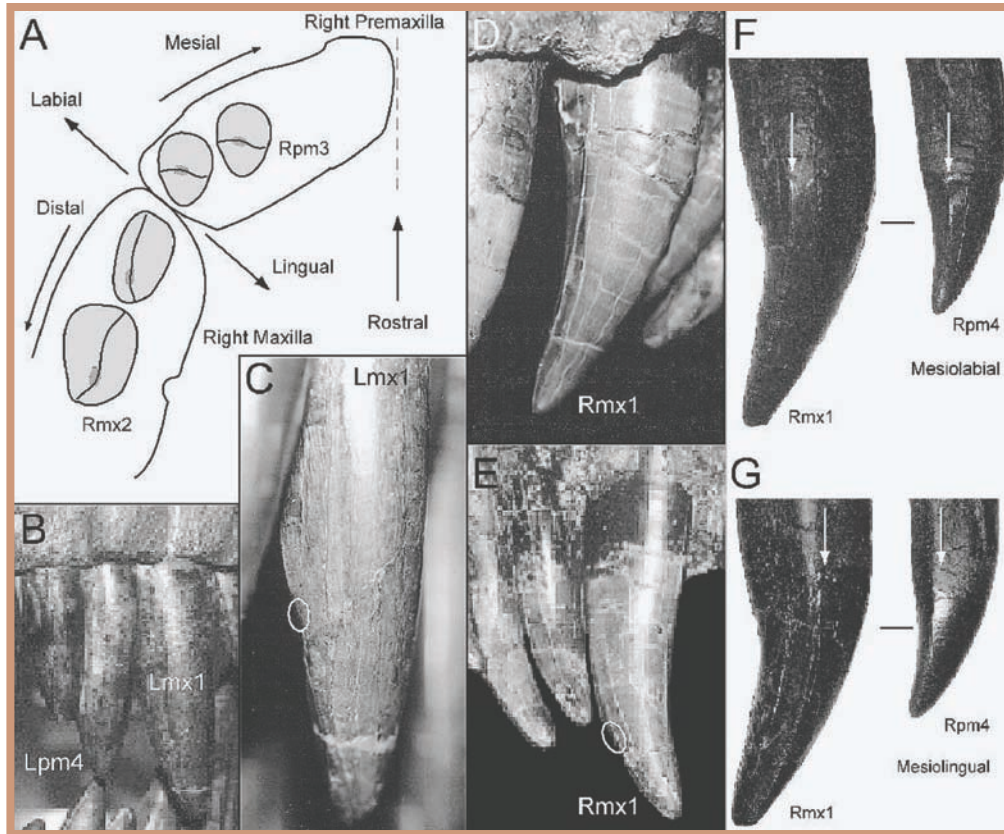 A
Right Premaxilla
Mesial
Labial
Rpm3
Distal
Lingual
Right Maxilla
Rostral
Rmx2
B
Lmx1
Lpm4
C
Lmx1
D
Rmx1
E
Rmx1
F
Rpm4
Mesiolabial
Rmx1
G
Rpm4
Mesiolingual
Rmx1